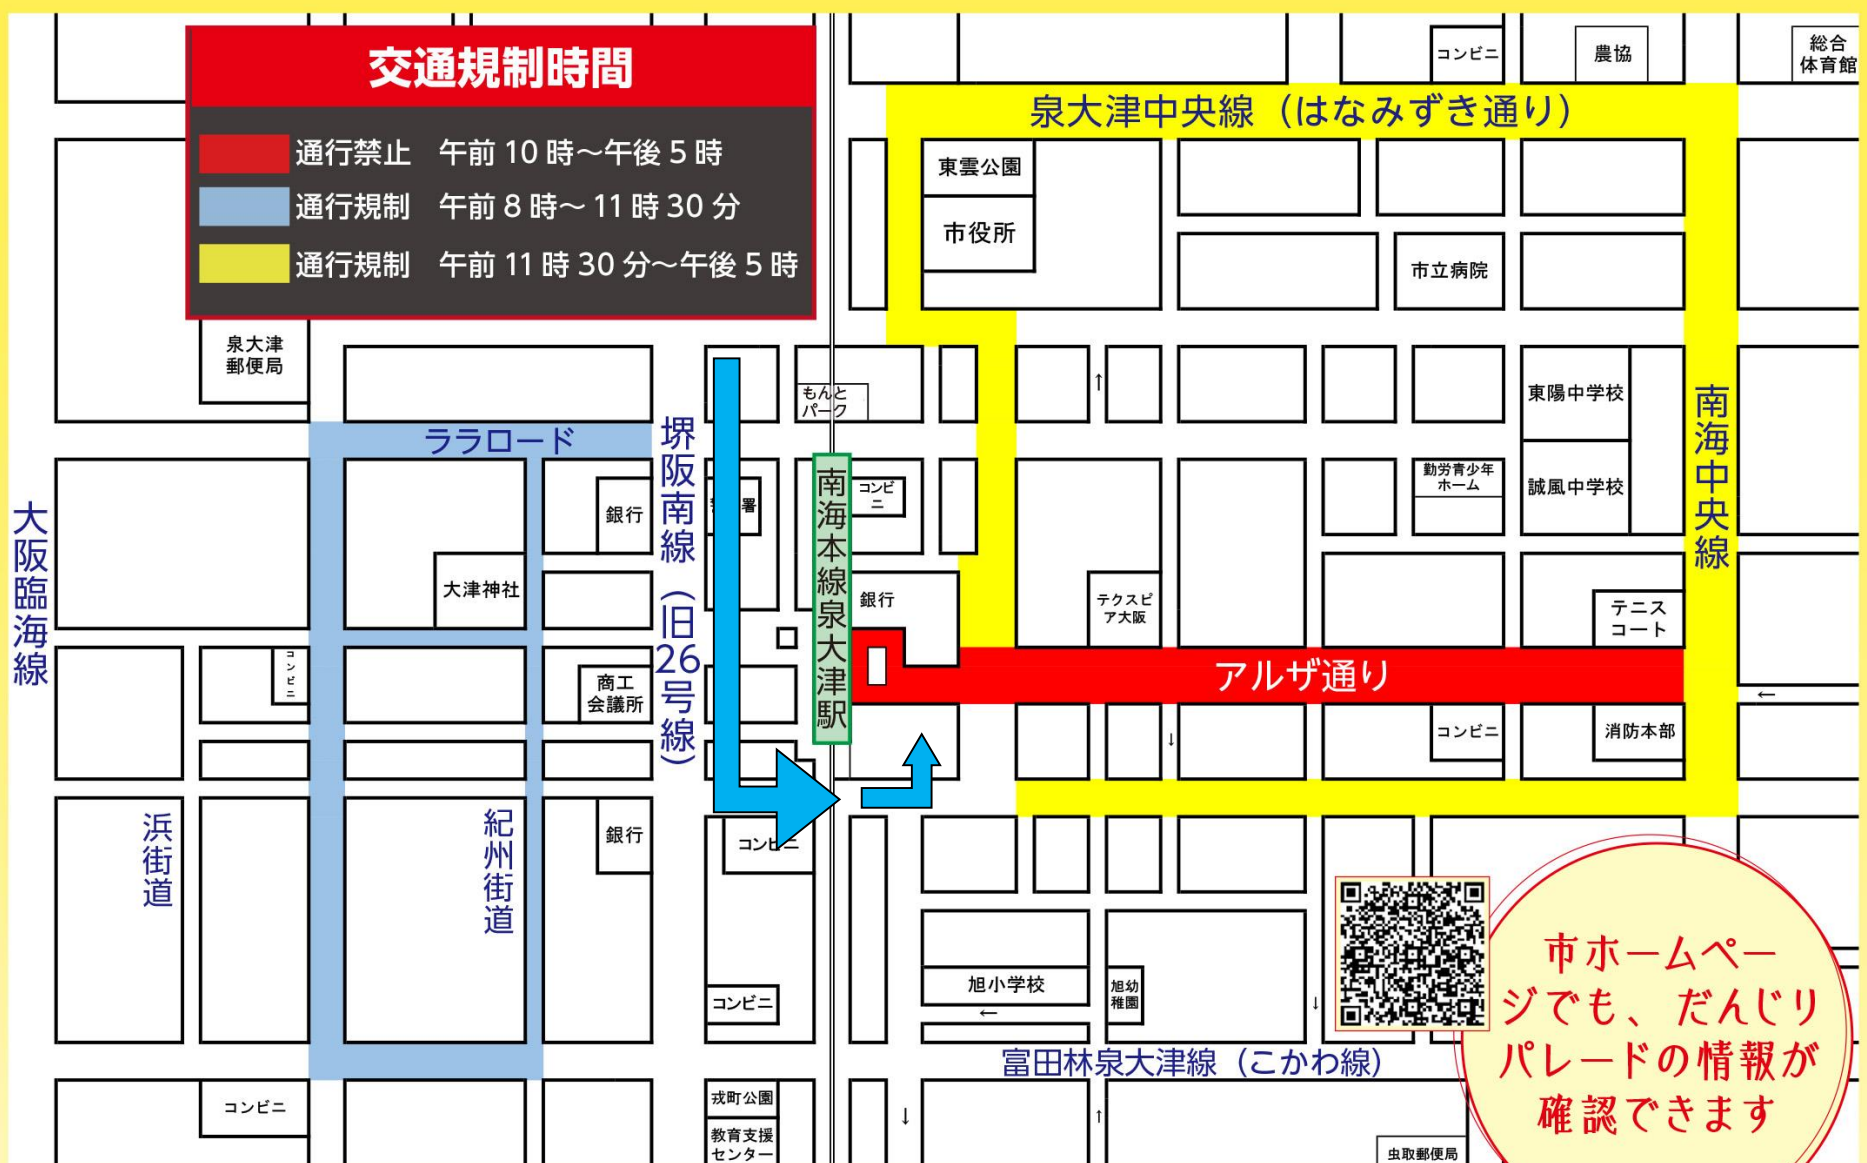 交通規制時間
通行禁止　午前 10 時～午後 5 時
通行規制　午前 8 時～ 11 時 30 分
通行規制　午前 11 時 30 分～午後 5 時
コンビニ
農協
総合
体育館
泉大津中央線（はなみずき通り）
東雲公園
市役所
市立病院
泉大津
郵便局
もんと
パーク
↑
東陽中学校
南海中央線
ララロード
堺阪南線（旧26号線）
南海本線泉大津駅
署
コンビ
ニ
銀行
勤労青少年
ホーム
誠風中学校
大阪臨海線
大津神社
銀行
テクスピ
ア大阪
テニス
コート
コンビニ
商工
会議所
アルザ通り
←
↓
コンビニ
消防本部
浜街道
紀州街道
銀行
コンビニ
旭小学校
←
旭幼
稚園
↓
コンビニ
富田林泉大津線（こかわ線）
市ホームペー
ジでも、だんじり
パレードの情報が
確認できます
コンビニ
戎町公園
教育支援
センター
↓
↑
虫取郵便局